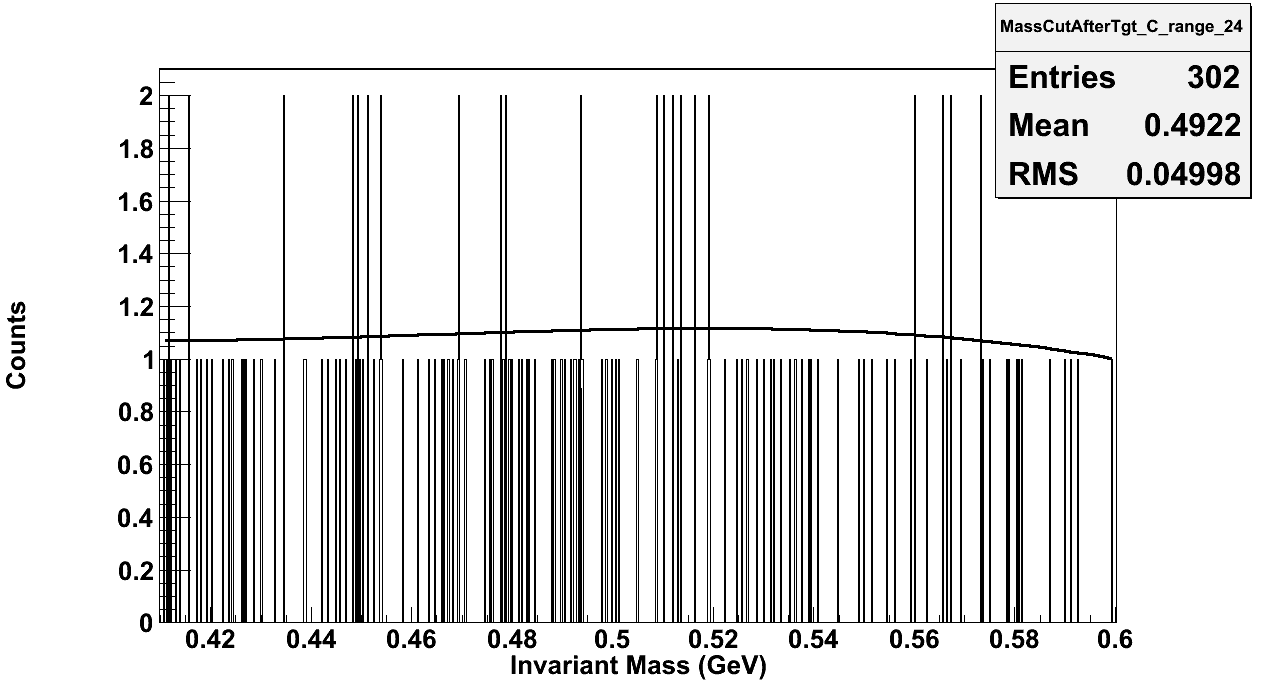 MassCutAfterTgt_C_range_24
Entries 302
Mean 0.4922
RMS 0.04998
Counts
2
1.8
1.6
1.4
1.2
1
0.8
0.6
0.4
0.2
0
0.42 0.44 0.46 0.48 0.5 0.52 0.54 0.56 0.58 0.6
Invariant Mass (GeV)